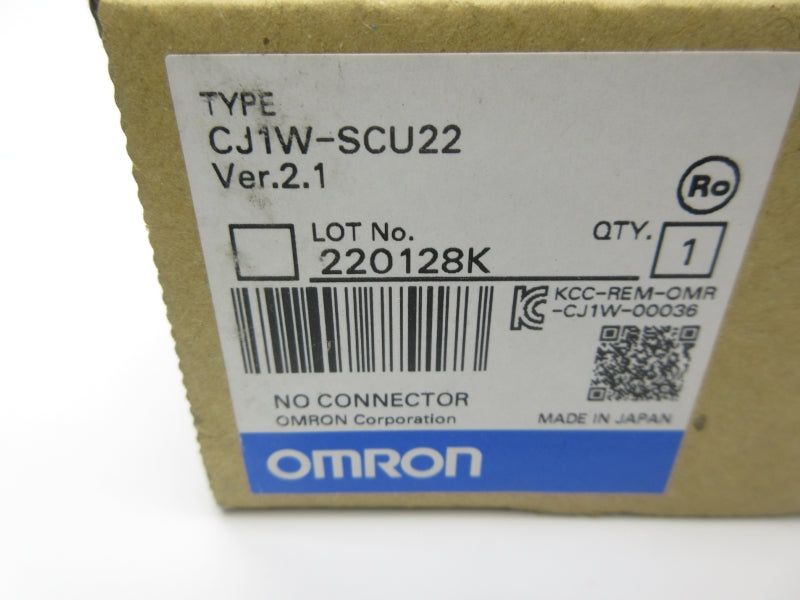 TYPE
CJ1W-SCU22
Ver.2.1
Ro
LOT No.
220128K
QTY.
1
KCC-REM-OMR
-CJ1W-00036
NO CONNECTOR
OMRON Corporation
MADE IN JAPAN
OMRON